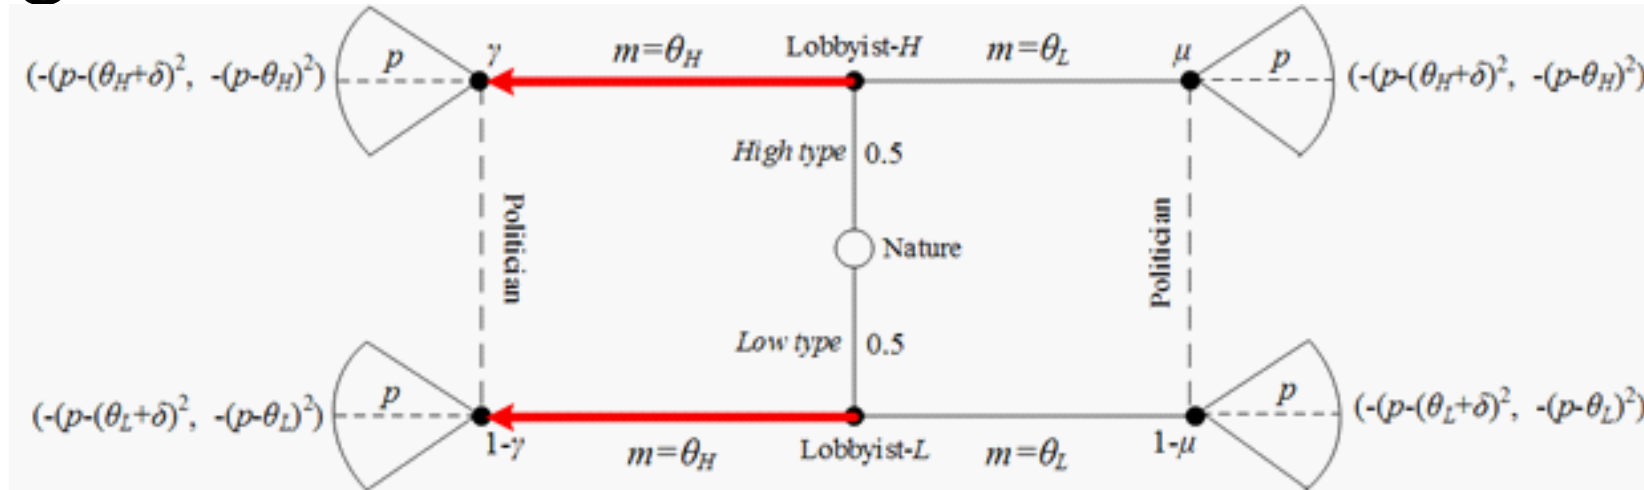 γ m=θH Lobbyist-H m=θL μ
p p
(-(p-(θH+δ)², -(p-θH)²) (-(p-(θH+δ)², -(p-θH)²)
High type 0.5
Politician Politician
Nature
Low type 0.5
p p
(-(p-(θL+δ)², -(p-θL)²) (-(p-(θL+δ)², -(p-θL)²)
1-γ m=θH Lobbyist-L m=θL 1-μ